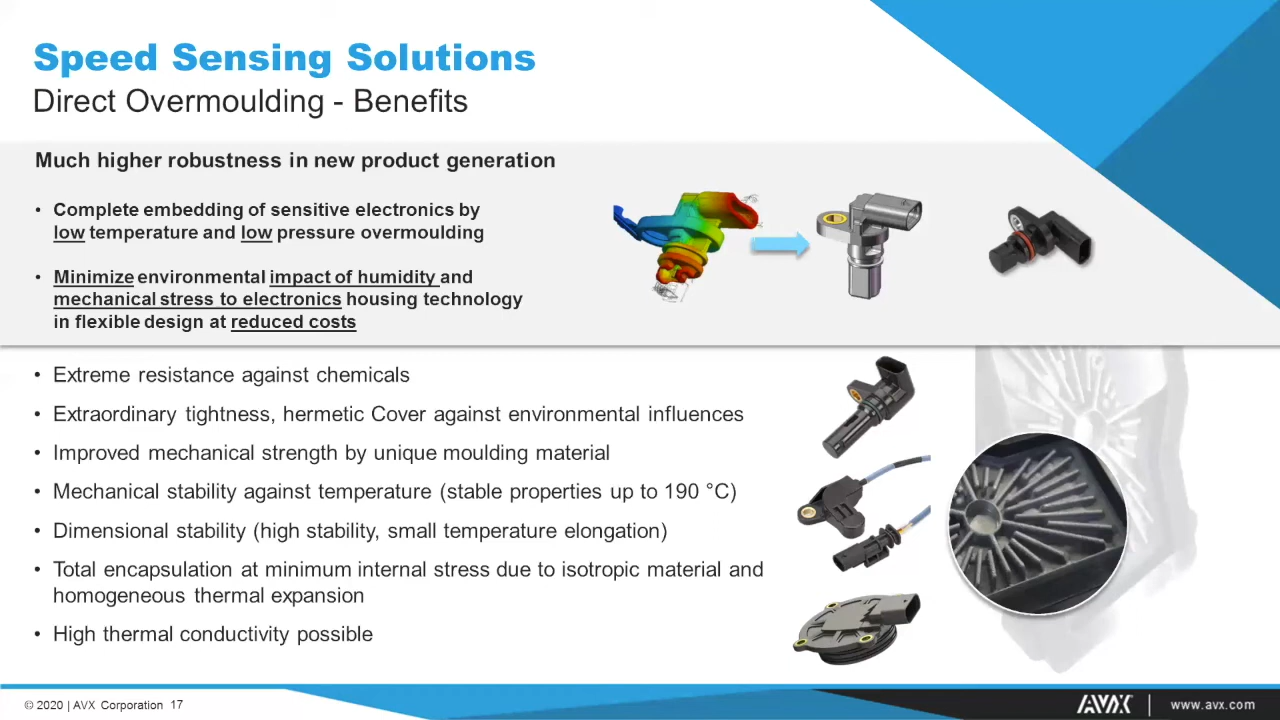 Speed Sensing Solutions
Direct Overmoulding - Benefits
Much higher robustness in new product generation
• Complete embedding of sensitive electronics by
low temperature and low pressure overmoulding
• Minimize environmental impact of humidity and
mechanical stress to electronics housing technology
in flexible design at reduced costs
• Extreme resistance against chemicals
• Extraordinary tightness, hermetic Cover against environmental influences
• Improved mechanical strength by unique moulding material
• Mechanical stability against temperature (stable properties up to 190 °C)
• Dimensional stability (high stability, small temperature elongation)
• Total encapsulation at minimum internal stress due to isotropic material and
homogeneous thermal expansion
• High thermal conductivity possible
© 2020 | AVX Corporation 17
AVX | www.avx.com